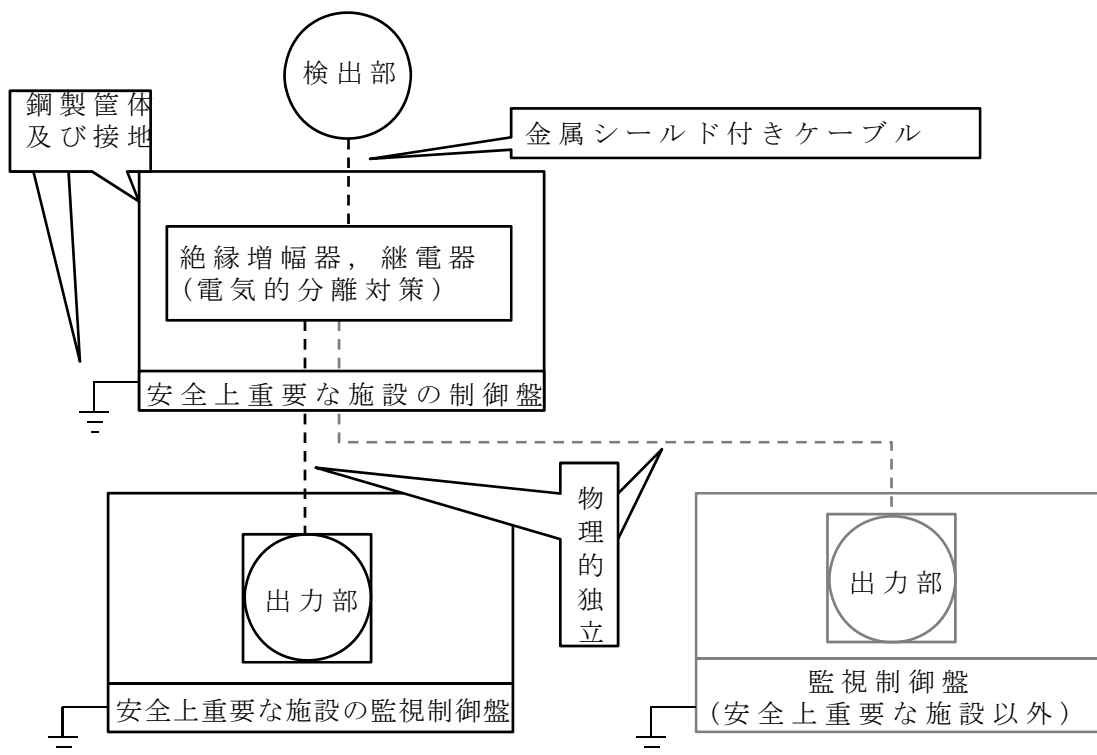 検出部
鋼製筐体
及び接地
金属シールド付きケーブル
絶縁増幅器，継電器
(電気的分離対策)
安全上重要な施設の制御盤
物理的独立
出力部
出力部
安全上重要な施設の監視制御盤
監視制御盤
(安全上重要な施設以外)